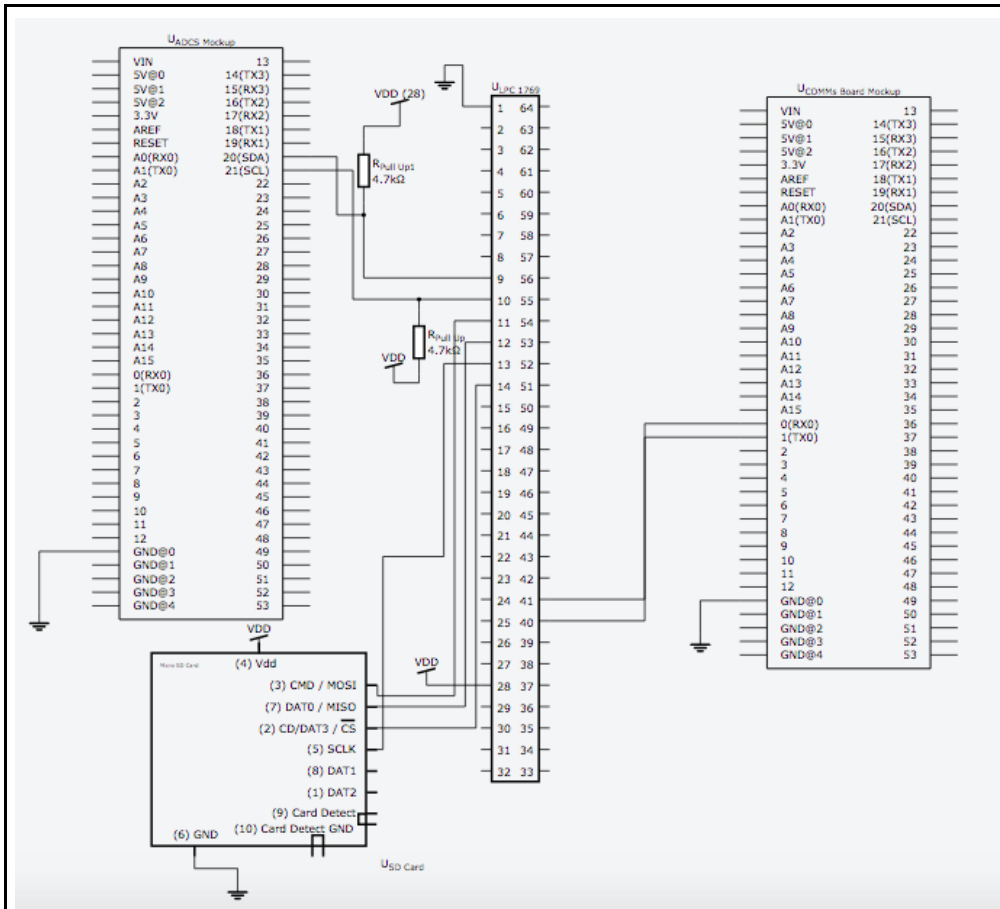 U ADCS Mockup
VIN 13
5V@0 14(TX3)
5V@1 15(RX3)
5V@2 16(TX2)
3.3V 17(RX2)
AREF 18(TX1)
RESET 19(RX1)
A0(RX0) 20(SDA)
A1(TX0) 21(SCL)
A2 22
A3 23
A4 24
A5 25
A6 26
A7 27
A8 28
A9 29
A10 30
A11 31
A12 32
A13 33
A14 34
A15 35
0(RX0) 36
1(TX0) 37
2 38
3 39
4 40
5 41
6 42
7 43
8 44
9 45
10 46
11 47
12 48
GND@0 49
GND@1 50
GND@2 51
GND@3 52
GND@4 53
VDD (28)
R Pull Up1
4.7kΩ
R Pull Up
4.7kΩ
VDD
U LPC 1769
1 64
2 63
3 62
4 61
5 60
6 59
7 58
8 57
9 56
10 55
11 54
12 53
13 52
14 51
15 50
16 49
17 48
18 47
19 46
20 45
21 44
22 43
23 42
24 41
25 40
26 39
27 38
28 37
29 36
30 35
31 34
32 33
VDD
U COMMs Board Mockup
VIN 13
5V@0 14(TX3)
5V@1 15(RX3)
5V@2 16(TX2)
3.3V 17(RX2)
AREF 18(TX1)
RESET 19(RX1)
A0(RX0) 20(SDA)
A1(TX0) 21(SCL)
A2 22
A3 23
A4 24
A5 25
A6 26
A7 27
A8 28
A9 29
A10 30
A11 31
A12 32
A13 33
A14 34
A15 35
0(RX0) 36
1(TX0) 37
2 38
3 39
4 40
5 41
6 42
7 43
8 44
9 45
10 46
11 47
12 48
GND@0 49
GND@1 50
GND@2 51
GND@3 52
GND@4 53
VDD
Micro SD Card
(4) Vdd
(3) CMD / MOSI
(7) DAT0 / MISO
(2) CD/DAT3 / CS
(5) SCLK
(8) DAT1
(1) DAT2
(9) Card Detect
(10) Card Detect GND
(6) GND
U SD Card